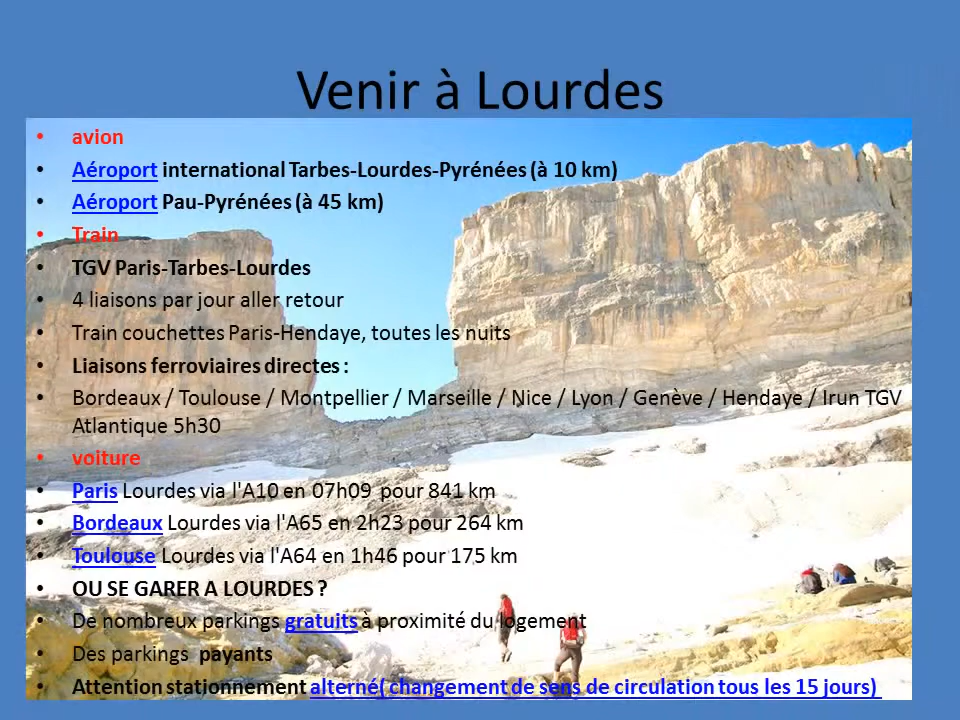 Venir à Lourdes
• avion
• Aéroport international Tarbes-Lourdes-Pyrénées (à 10 km)
• Aéroport Pau-Pyrénées (à 45 km)
• Train
• TGV Paris-Tarbes-Lourdes
• 4 liaisons par jour aller retour
• Train couchettes Paris-Hendaye, toutes les nuits
• Liaisons ferroviaires directes :
• Bordeaux / Toulouse / Montpellier / Marseille / Nice / Lyon / Genève / Hendaye / Irun TGV
Atlantique 5h30
• voiture
• Paris Lourdes via l'A10 en 07h09 pour 841 km
• Bordeaux Lourdes via l'A65 en 2h23 pour 264 km
• Toulouse Lourdes via l'A64 en 1h46 pour 175 km
• OU SE GARER A LOURDES ?
• De nombreux parkings gratuits à proximité du logement
• Des parkings payants
• Attention stationnement alterné( changement de sens de circulation tous les 15 jours)